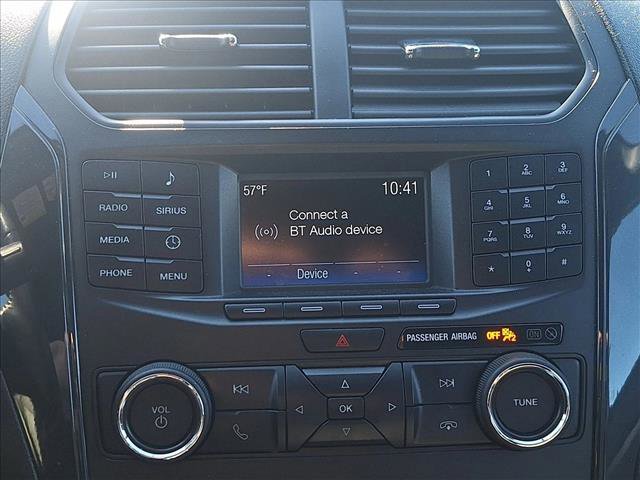 57°F 10:41
Connect a
BT Audio device
Device
RADIO SIRIUS
MEDIA
PHONE MENU
1 2 ABC 3 DEF
4 GHI 5 JKL 6 MNO
7 PQRS 8 TUV 9 WXYZ
* 0 + #
PASSENGER AIRBAG OFF 2 ON
VOL
OK
TUNE